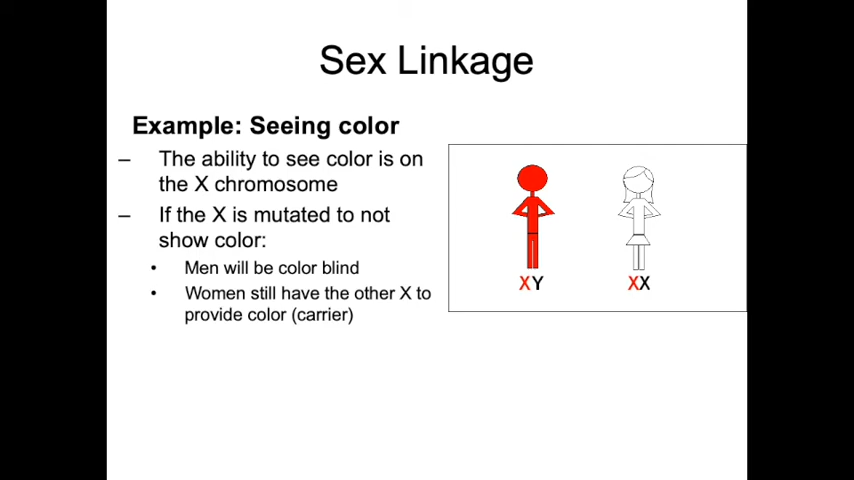 Sex Linkage
Example: Seeing color
– The ability to see color is on
the X chromosome
– If the X is mutated to not
show color:
• Men will be color blind
• Women still have the other X to
provide color (carrier)
XY
XX